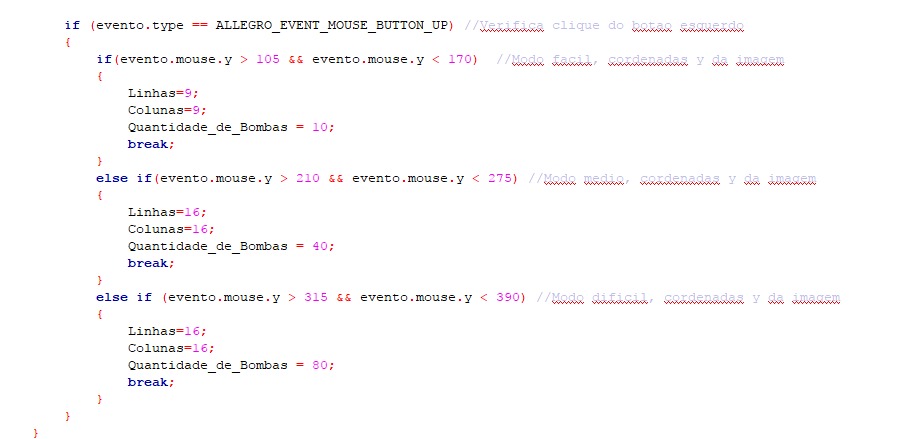 if (evento.type == ALLEGRO_EVENT_MOUSE_BUTTON_UP) //Verifica clique do botao esquerdo
{
if(evento.mouse.y > 105 && evento.mouse.y < 170) //Modo facil, cordenadas y da imagem
{
Linhas=9;
Colunas=9;
Quantidade_de_Bombas = 10;
break;
}
else if(evento.mouse.y > 210 && evento.mouse.y < 275) //Modo medio, cordenadas y da imagem
{
Linhas=16;
Colunas=16;
Quantidade_de_Bombas = 40;
break;
}
else if (evento.mouse.y > 315 && evento.mouse.y < 390) //Modo dificil, cordenadas y da imagem
{
Linhas=16;
Colunas=16;
Quantidade_de_Bombas = 80;
break;
}
}
}